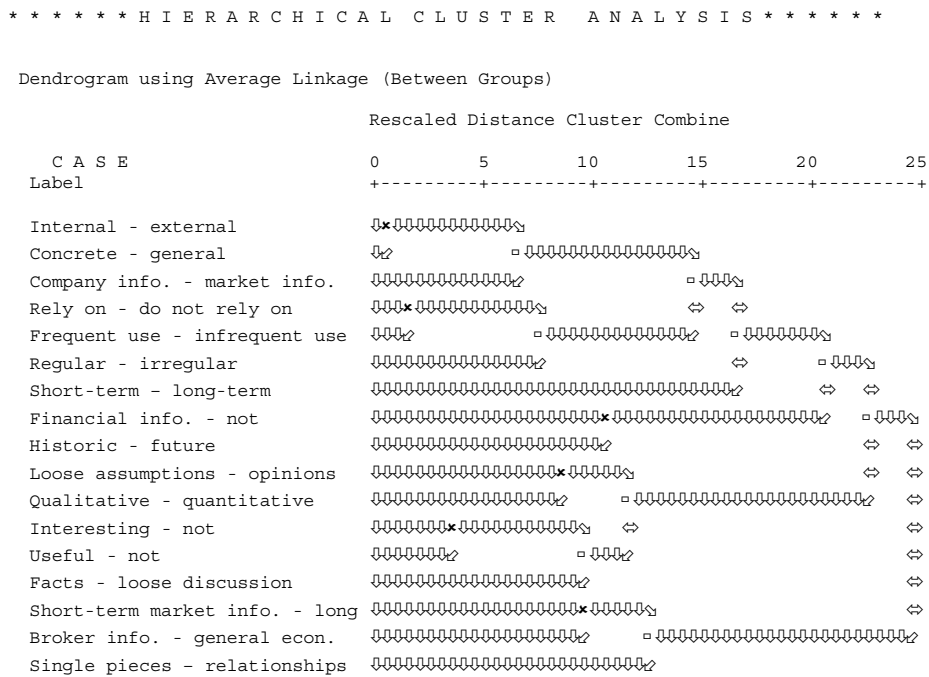 * * * * * * H I E R A R C H I C A L   C L U S T E R   A N A L Y S I S * * * * * *
Dendrogram using Average Linkage (Between Groups)
Rescaled Distance Cluster Combine
C A S E 0 5 10 15 20 25
Label +---------+---------+---------+---------+---------+
Internal - external
Concrete - general
Company info. - market info.
Rely on - do not rely on
Frequent use - infrequent use
Regular - irregular
Short-term – long-term
Financial info. - not
Historic - future
Loose assumptions - opinions
Qualitative - quantitative
Interesting - not
Useful - not
Facts - loose discussion
Short-term market info. - long
Broker info. - general econ.
Single pieces – relationships